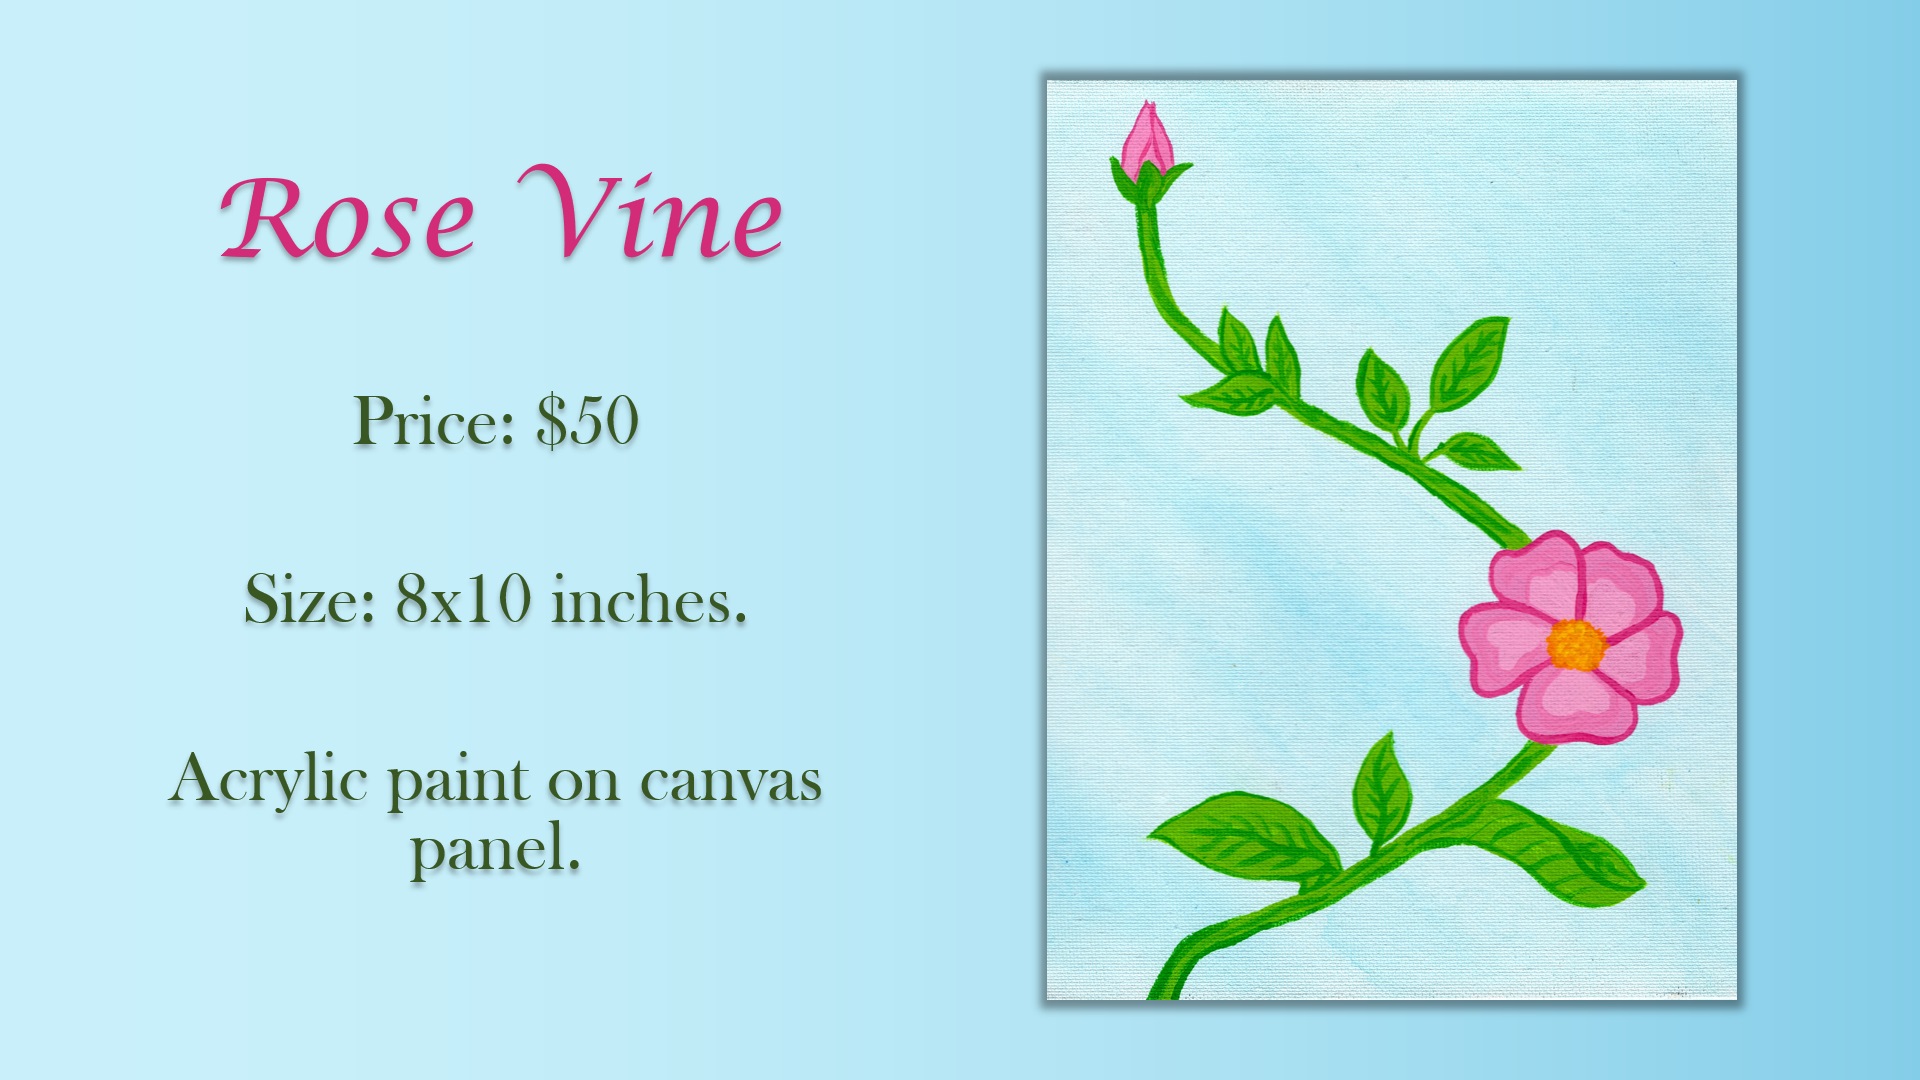 Rose Vine
Price: $50
Size: 8x10 inches.
Acrylic paint on canvas
panel.